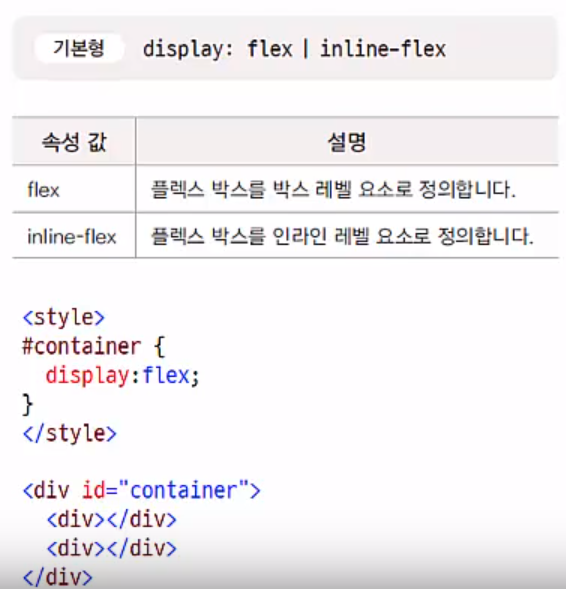 기본형 display: flex | inline-flex
속성 값 설명
flex 플렉스 박스를 박스 레벨 요소로 정의합니다.
inline-flex 플렉스 박스를 인라인 레벨 요소로 정의합니다.
<style>
#container {
display:flex;
}
</style>
<div id="container">
<div></div>
<div></div>
</div>